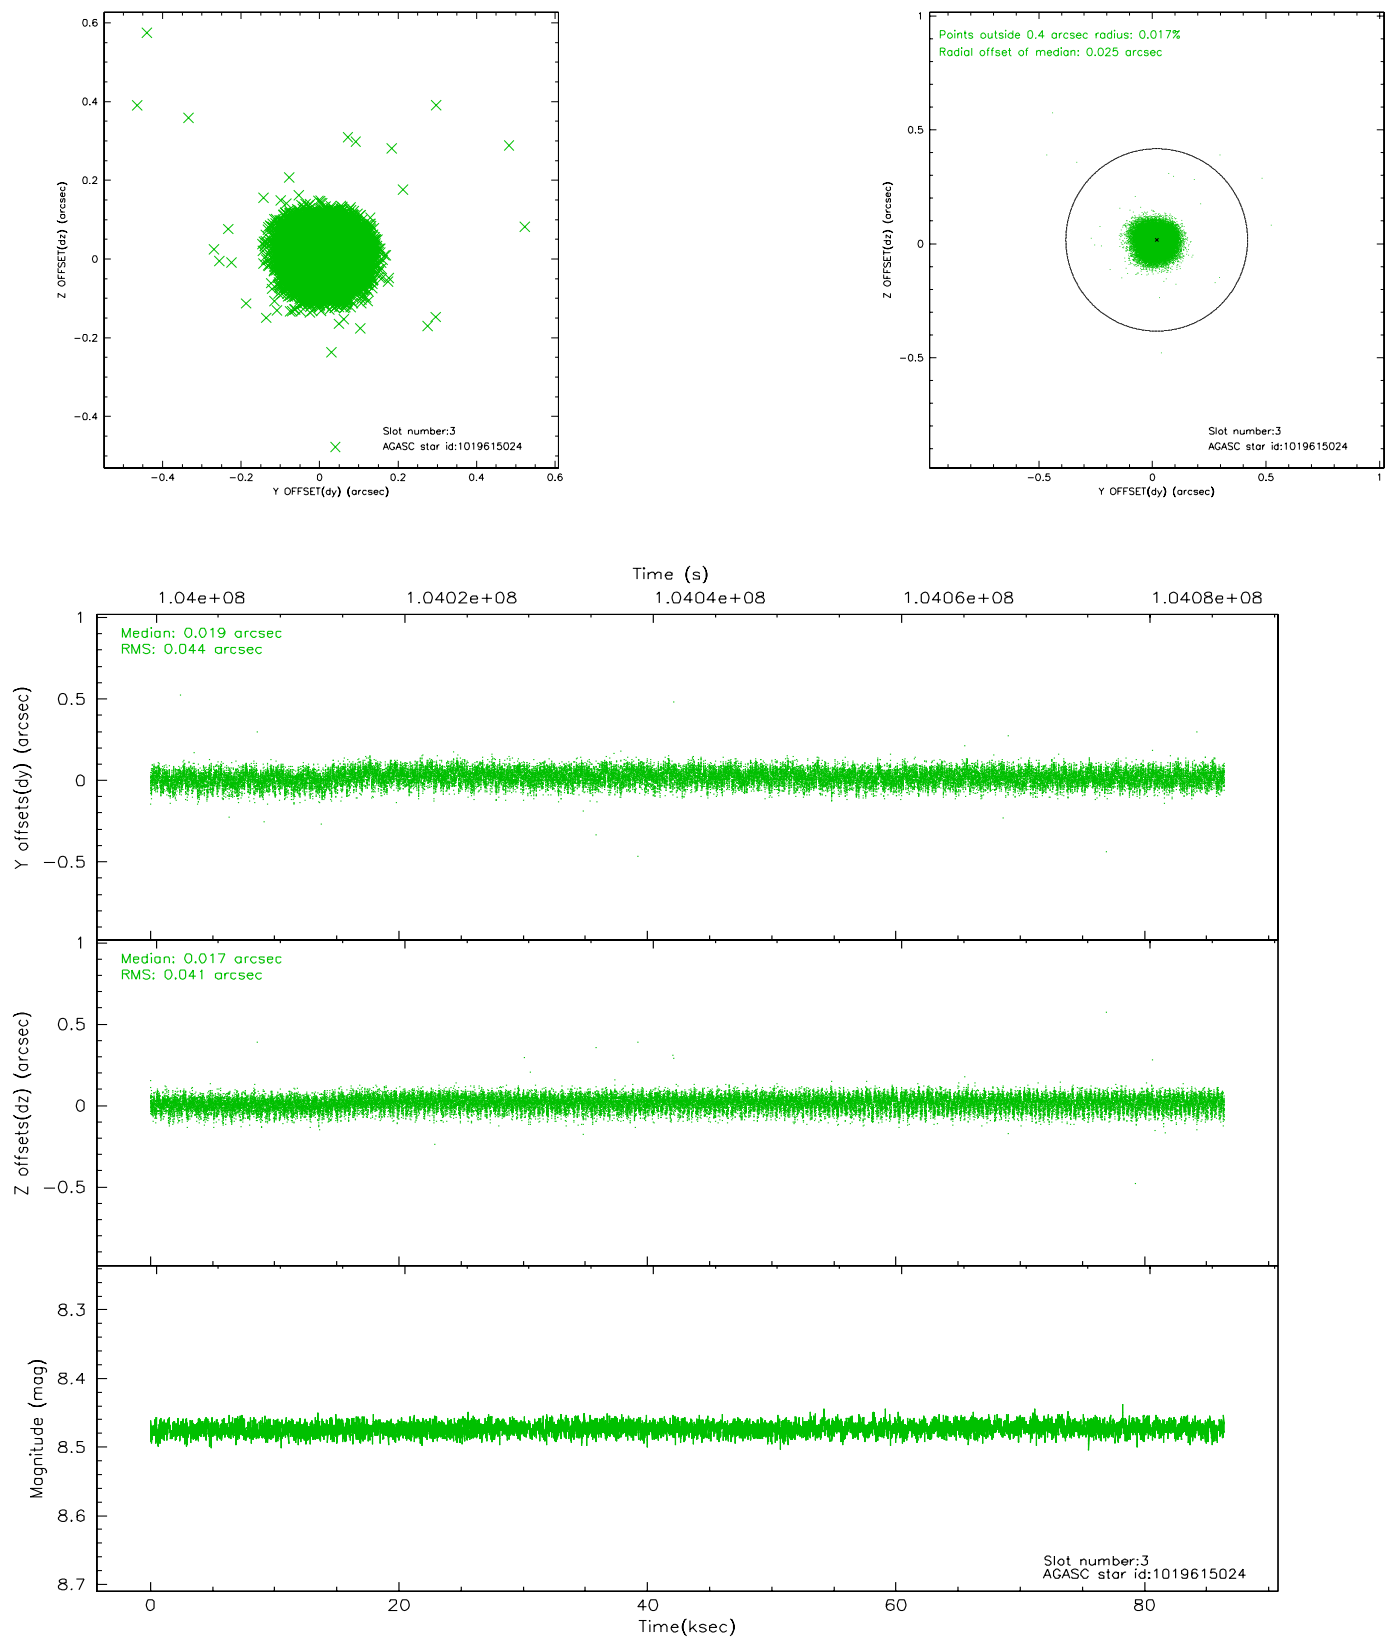 0.6
0.4
0.2
0
−0.2
−0.4
Z OFFSET(dz) (arcsec)
Slot number:3
AGASC star id:1019615024
−0.4 −0.2 0 0.2 0.4 0.6
Y OFFSET(dy) (arcsec)
1
0.5
0
−0.5
Z OFFSET(dz) (arcsec)
Points outside 0.4 arcsec radius: 0.017%
Radial offset of median: 0.025 arcsec
Slot number:3
AGASC star id:1019615024
−0.5 0 0.5 1
Y OFFSET(dy) (arcsec)
Time (s)
1.04e+08 1.0402e+08 1.0404e+08 1.0406e+08 1.0408e+08
Median: 0.019 arcsec
RMS: 0.044 arcsec
1
0.5
0
−0.5
Y offsets(dy) (arcsec)
Median: 0.017 arcsec
RMS: 0.041 arcsec
1
0.5
0
−0.5
Z offsets(dz) (arcsec)
8.3
8.4
8.5
8.6
8.7
Magnitude (mag)
Slot number:3
AGASC star id:1019615024
0 20 40 60 80
Time(ksec)